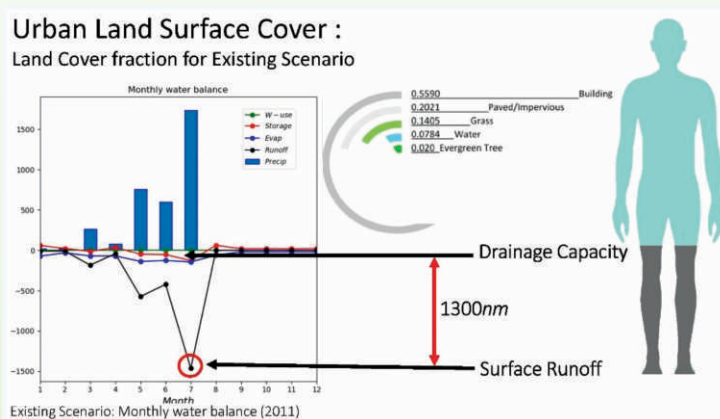 Urban Land Surface Cover :
Land Cover fraction for Existing Scenario
Monthly water balance
W - use
Storage
Evap
Runoff
Precip
1500
1000
500
0
−500
−1000
−1500
1 2 3 4 5 6 7 8 9 10 11 12
Month
0.5590 Building
0.2021 Paved/Impervious
0.1405 Grass
0.0784 Water
0.020 Evergreen Tree
Drainage Capacity
1300nm
Surface Runoff
Existing Scenario: Monthly water balance (2011)